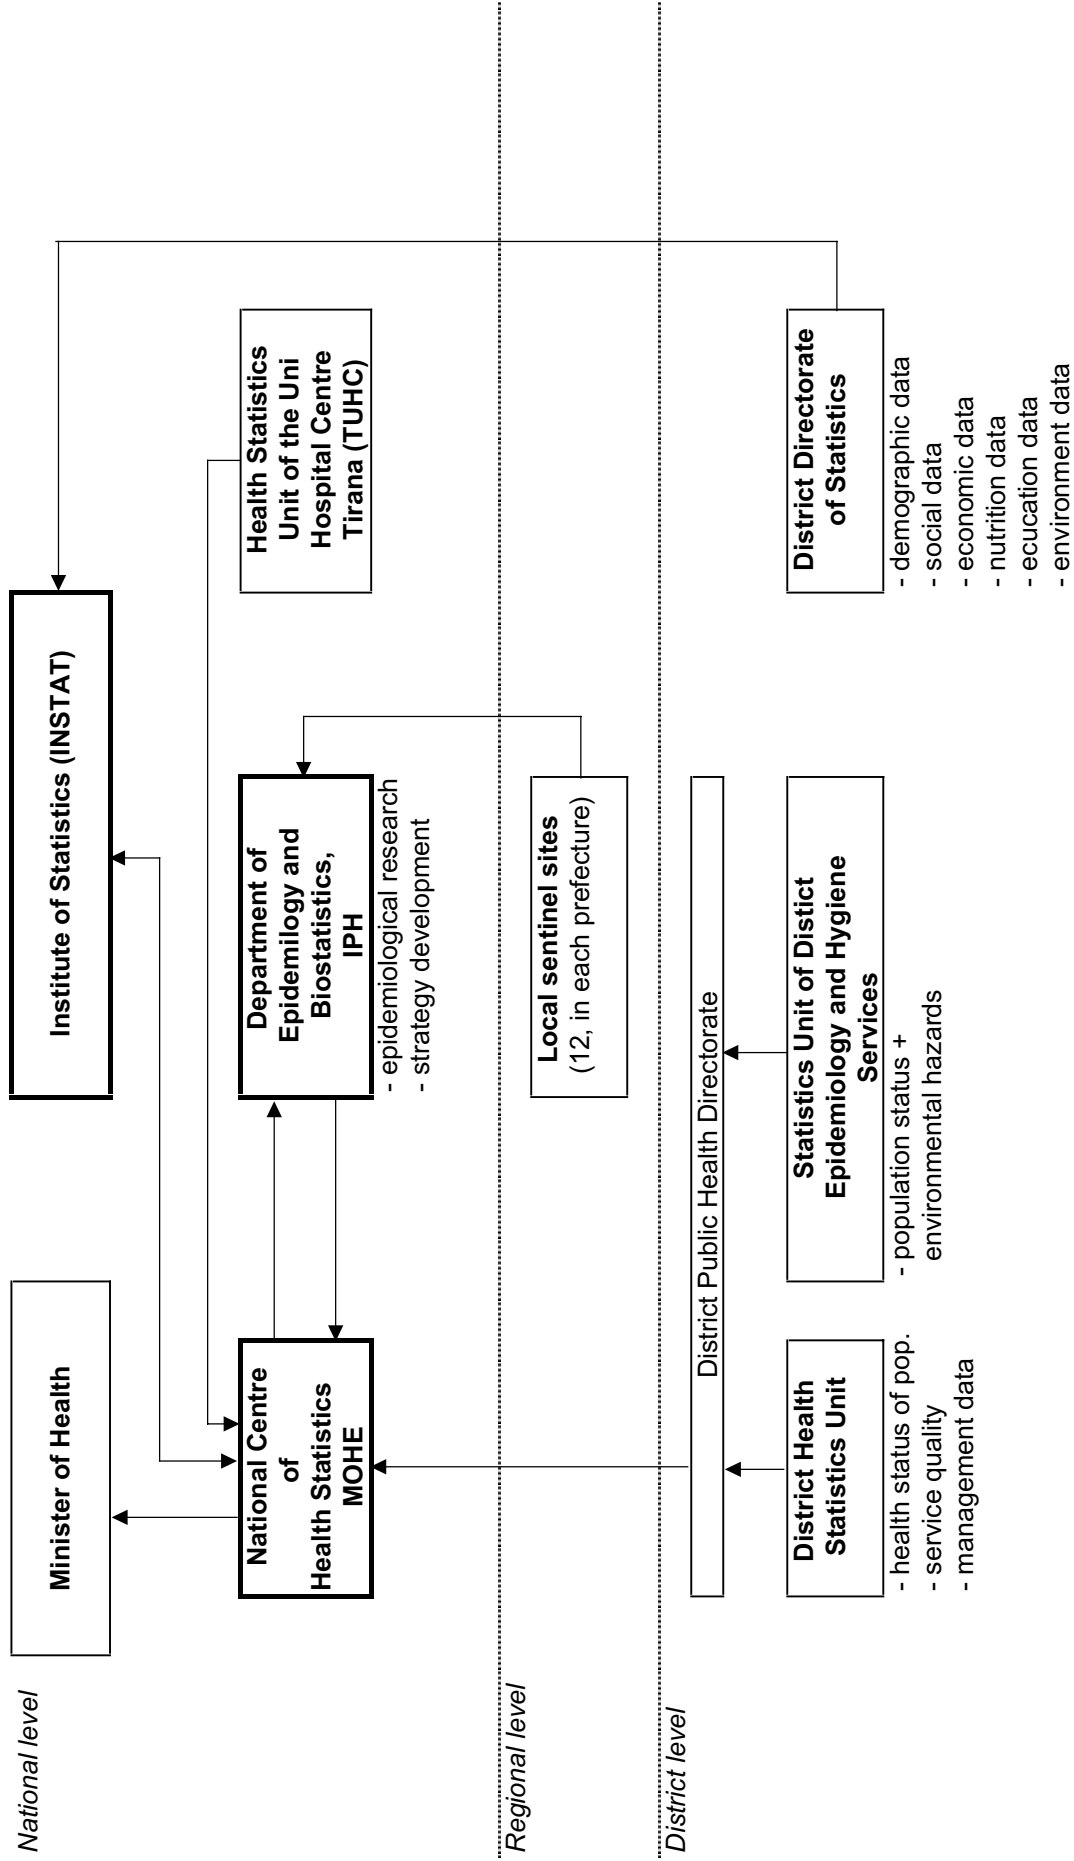 National level
Minister of Health
Institute of Statistics (INSTAT)
National Centre
of
Health Statistics
MOHE
Department of
Epidemilogy and
Biostatistics,
IPH
- epidemiological research
- strategy development
Health Statistics
Unit of the Uni
Hospital Centre
Tirana (TUHC)
Regional level
Local sentinel sites
(12, in each prefecture)
District level
District Public Health Directorate
District Health
Statistics Unit
- health status of pop.
- service quality
- management data
Statistics Unit of Distict
Epidemiology and Hygiene
Services
- population status +
environmental hazards
District Directorate
of Statistics
- demographic data
- social data
- economic data
- nutrition data
- ecucation data
- environment data